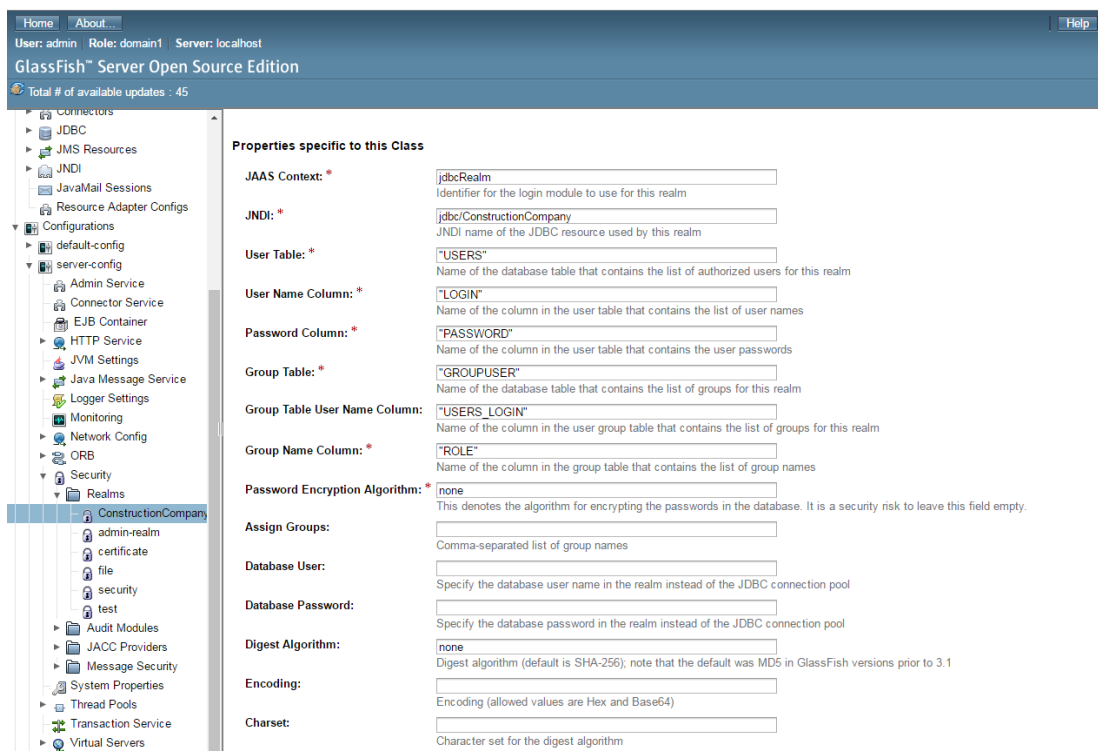 Home About... Help
User: admin Role: domain1 Server: localhost
GlassFish™ Server Open Source Edition
Total # of available updates : 45
Connectors
JDBC
JMS Resources
JNDI
JavaMail Sessions
Resource Adapter Configs
Configurations
default-config
server-config
Admin Service
Connector Service
EJB Container
HTTP Service
JVM Settings
Java Message Service
Logger Settings
Monitoring
Network Config
ORB
Security
Realms
ConstructionCompany
admin-realm
certificate
file
security
test
Audit Modules
JACC Providers
Message Security
System Properties
Thread Pools
Transaction Service
Virtual Servers
Properties specific to this Class
JAAS Context: * jdbcRealm
Identifier for the login module to use for this realm
JNDI: * jdbc/ConstructionCompany
JNDI name of the JDBC resource used by this realm
User Table: * "USERS"
Name of the database table that contains the list of authorized users for this realm
User Name Column: * "LOGIN"
Name of the column in the user table that contains the list of user names
Password Column: * "PASSWORD"
Name of the column in the user table that contains the user passwords
Group Table: * "GROUPUSER"
Name of the database table that contains the list of groups for this realm
Group Table User Name Column: "USERS_LOGIN"
Name of the column in the user group table that contains the list of groups for this realm
Group Name Column: * "ROLE"
Name of the column in the group table that contains the list of group names
Password Encryption Algorithm: * none
This denotes the algorithm for encrypting the passwords in the database. It is a security risk to leave this field empty.
Assign Groups:
Comma-separated list of group names
Database User:
Specify the database user name in the realm instead of the JDBC connection pool
Database Password:
Specify the database password in the realm instead of the JDBC connection pool
Digest Algorithm: none
Digest algorithm (default is SHA-256); note that the default was MD5 in GlassFish versions prior to 3.1
Encoding:
Encoding (allowed values are Hex and Base64)
Charset:
Character set for the digest algorithm